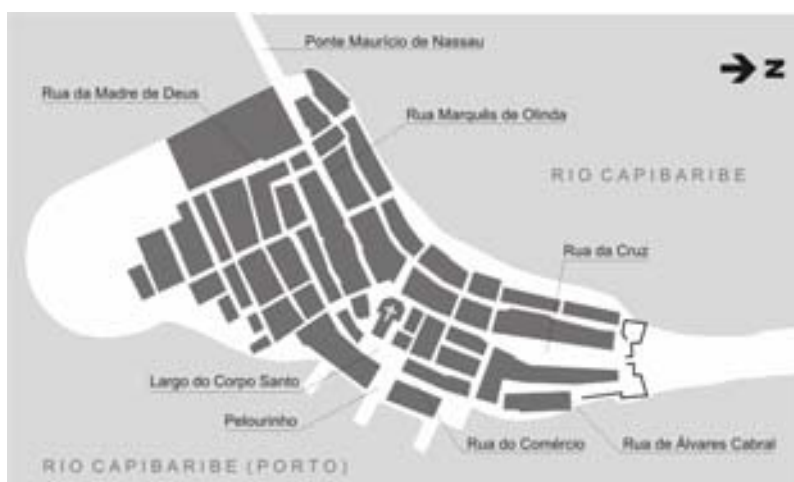 Ponte Maurício de Nassau
N
Rua da Madre de Deus
Rua Marquês de Olinda
RIO CAPIBARIBE
Rua da Cruz
Largo do Corpo Santo
Pelourinho
Rua do Comércio
Rua de Álvares Cabral
RIO CAPIBARIBE (PORTO)